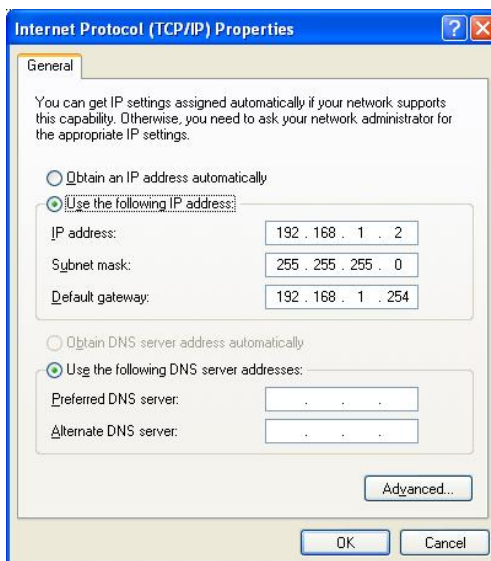 Internet Protocol (TCP/IP) Properties
General
You can get IP settings assigned automatically if your network supports
this capability. Otherwise, you need to ask your network administrator for
the appropriate IP settings.
Obtain an IP address automatically
Use the following IP address:
IP address: 192 . 168 . 1 . 2
Subnet mask: 255 . 255 . 255 . 0
Default gateway: 192 . 168 . 1 . 254
Obtain DNS server address automatically
Use the following DNS server addresses:
Preferred DNS server: . . .
Alternate DNS server: . . .
Advanced...
OK Cancel